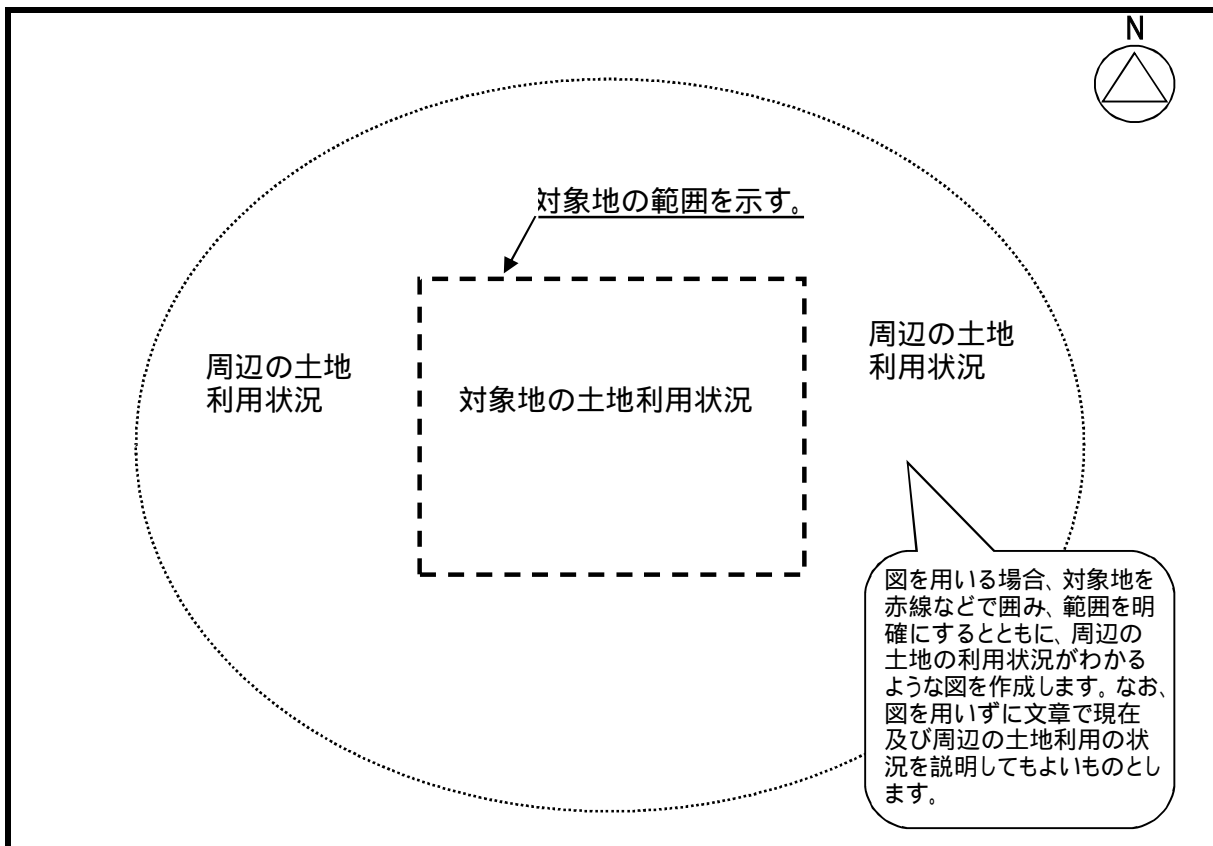 N
対象地の範囲を示す。
周辺の土地
利用状況
対象地の土地利用状況
周辺の土地
利用状況
図を用いる場合、対象地を
赤線などで囲み、範囲を明
確にするとともに、周辺の
土地の利用状況がわかる
ような図を作成します。なお、
図を用いずに文章で現在
及び周辺の土地利用の状
況を説明してもよいものとし
ます。